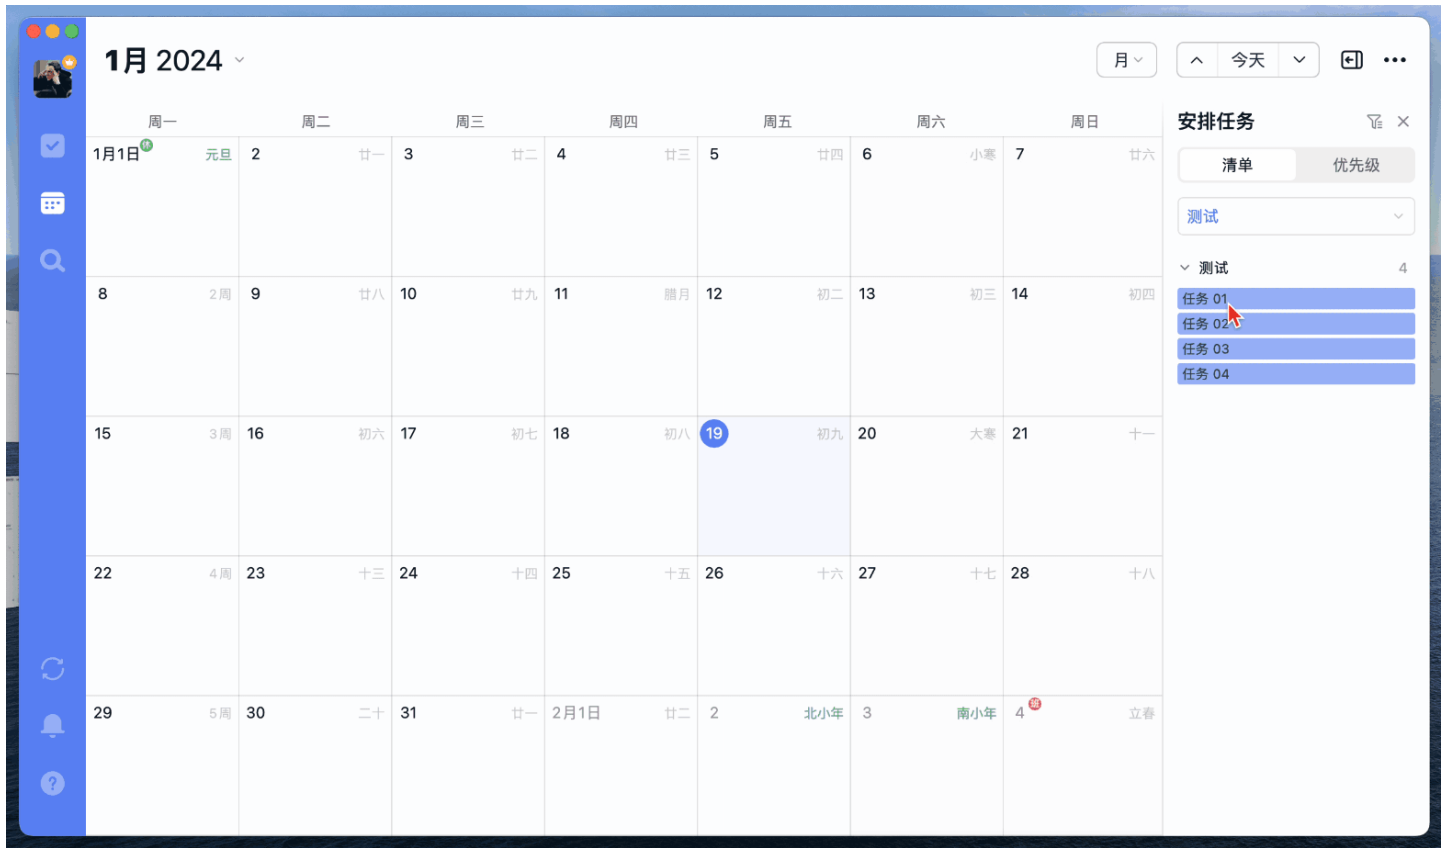 1月 2024
月
今天
周一 周二 周三 周四 周五 周六 周日
1月1日 休 元旦 2 廿一 3 廿二 4 廿三 5 廿四 6 小寒 7 廿六
8 2周 9 廿八 10 廿九 11 腊月 12 初二 13 初三 14 初四
15 3周 16 初六 17 初七 18 初八 19 初九 20 大寒 21 十一
22 4周 23 十三 24 十四 25 十五 26 十六 27 十七 28 十八
29 5周 30 二十 31 廿一 2月1日 廿二 2 北小年 3 南小年 4 班 立春
安排任务
清单 优先级
测试
测试 4
任务 01
任务 02
任务 03
任务 04
?